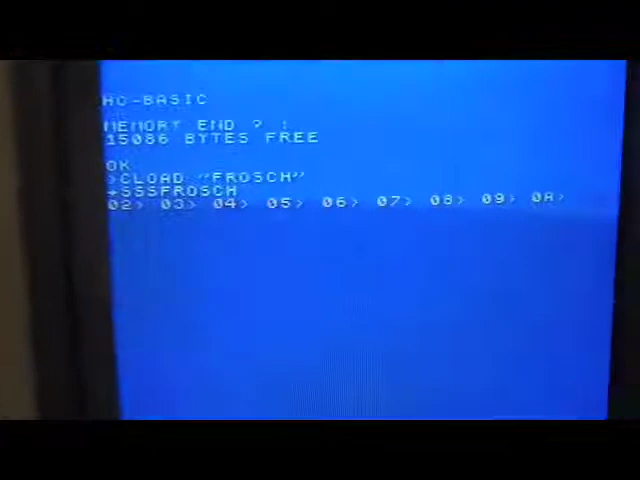 HC-BASIC
MEMORY END ? :
15086 BYTES FREE
OK
>CLOAD "FROSCH"
+SSSFROSCH
02> 03> 04> 05> 06> 07> 08> 09> 0A>